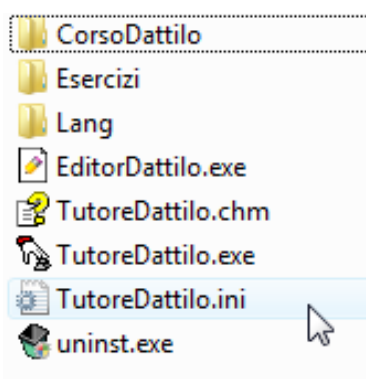 CorsoDattilo
Esercizi
Lang
EditorDattilo.exe
TutoreDattilo.chm
TutoreDattilo.exe
TutoreDattilo.ini
uninst.exe